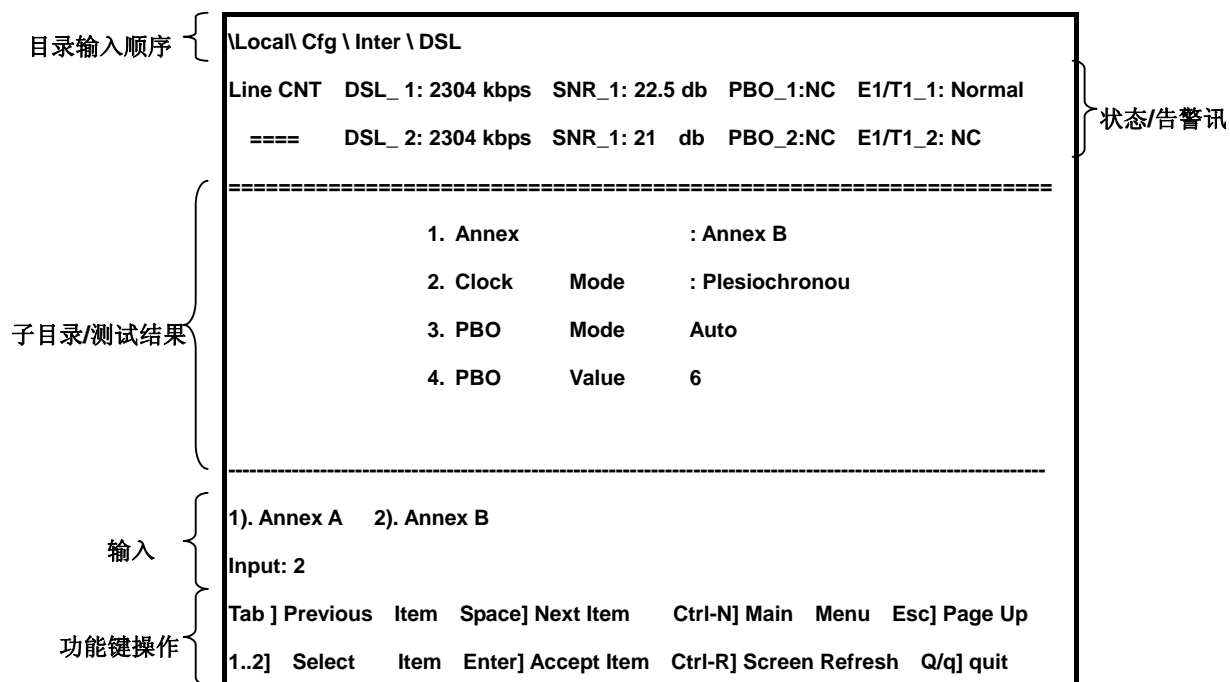 目录输入顺序
\Local\ Cfg \ Inter \ DSL
Line CNT DSL_ 1: 2304 kbps SNR_1: 22.5 db PBO_1:NC E1/T1_1: Normal
==== DSL_ 2: 2304 kbps SNR_1: 21 db PBO_2:NC E1/T1_2: NC
状态/告警讯
===================================================================
1. Annex : Annex B
2. Clock Mode : Plesiochronou
3. PBO Mode Auto
4. PBO Value 6
子目录/测试结果
--------------------------------------------------------------------------------------------------------------------
1). Annex A 2). Annex B
输入
Input: 2
Tab ] Previous Item Space] Next Item Ctrl-N] Main Menu Esc] Page Up
功能键操作
1..2] Select Item Enter] Accept Item Ctrl-R] Screen Refresh Q/q] quit